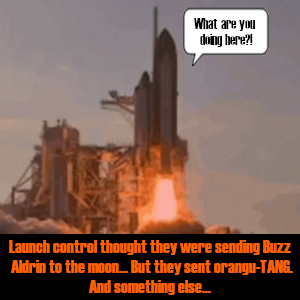 What are you
doing here?!
Launch control thought they were sending Buzz
Aldrin to the moon... But they sent orangu-TANG.
And something else...